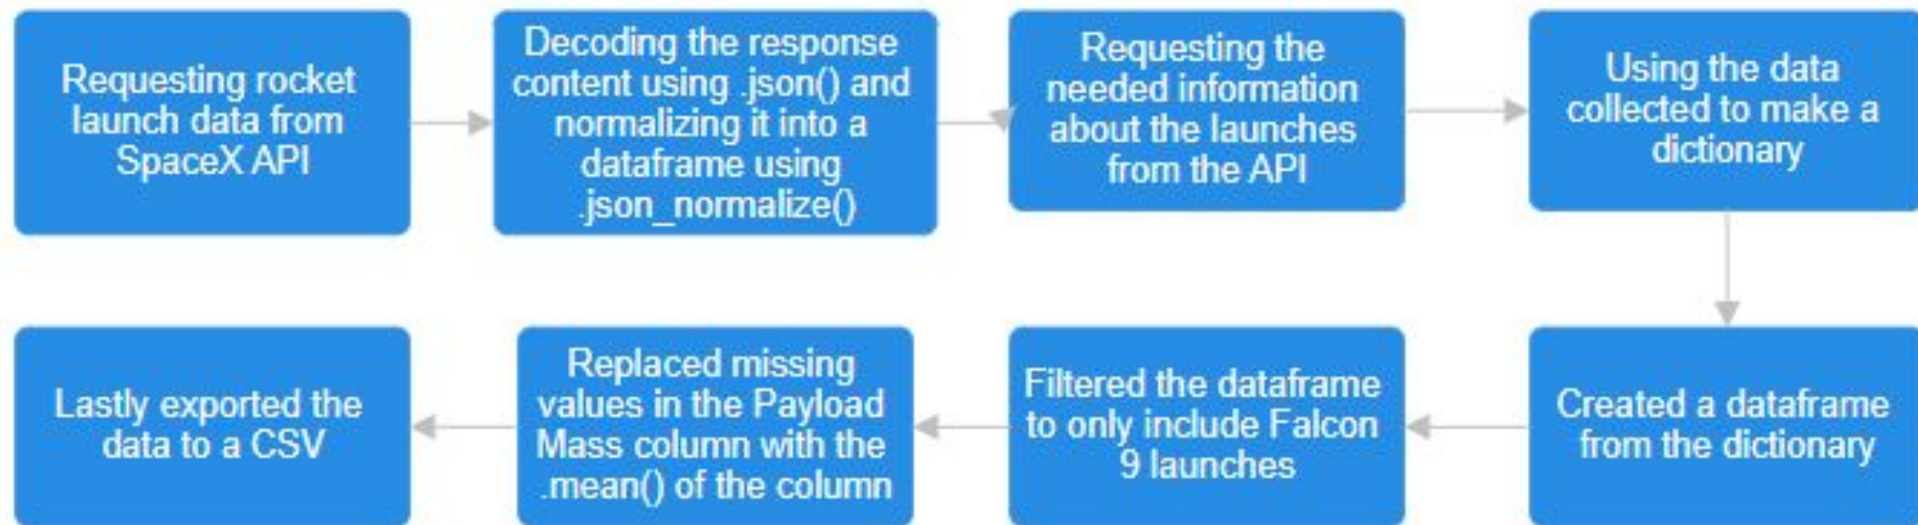 Requesting rocket
launch data from
SpaceX API
Decoding the response
content using .json() and
normalizing it into a
dataframe using
.json_normalize()
Requesting the
needed information
about the launches
from the API
Using the data
collected to make a
dictionary
Created a dataframe
from the dictionary
Filtered the dataframe
to only include Falcon
9 launches
Replaced missing
values in the Payload
Mass column with the
.mean() of the column
Lastly exported the
data to a CSV